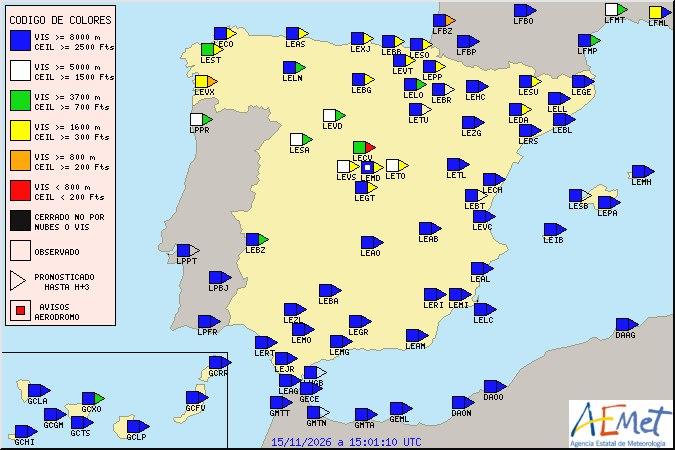 CODIGO DE COLORES
VIS >= 8000 m
CEIL >= 2500 Fts
VIS >= 5000 m
CEIL >= 1500 Fts
VIS >= 3700 m
CEIL >= 700 Fts
VIS >= 1600 m
CEIL >= 300 Fts
VIS >= 800 m
CEIL >= 200 Fts
VIS < 800 m
CEIL < 200 Fts
CERRADO NO POR
NUBES O VIS
OBSERVADO
PRONOSTICADO
HASTA H+3
AVISOS
AERODROMO
LFBO
LFMT
LFML
LFBZ
LECO
LEAS
LEXJ
LEBB
LESO
LFBP
LFMP
LEST
LEVT
LEPP
LELN
LEVX
LEBG
LELO
LEBR
LEHC
LESU
LEGE
LELL
LPPR
LEVD
LETU
LEZG
LEDA
LEBL
LERS
LESA
LECV
LEVS
LEMD
LETO
LETL
LEMH
LEGT
LECH
LEBT
LESB
LEPA
LEVC
LEBZ
LEAO
LEAB
LEIB
LPPT
LPBJ
LEAL
LEBA
LERI
LEMI
LEZL
LELC
LPFR
LEMO
LEGR
DAAG
LERT
LEMG
LEAM
GCRR
LEJR
LEAG
LXGB
GCLA
GCXO
GCFV
GECE
DAOO
GMTT
GCGM
GCTS
GCLP
GMTN
GMTA
GEML
DAON
GCHI
15/11/2026 a 15:01:10 UTC
AEMet
Agencia Estatal de Meteorología